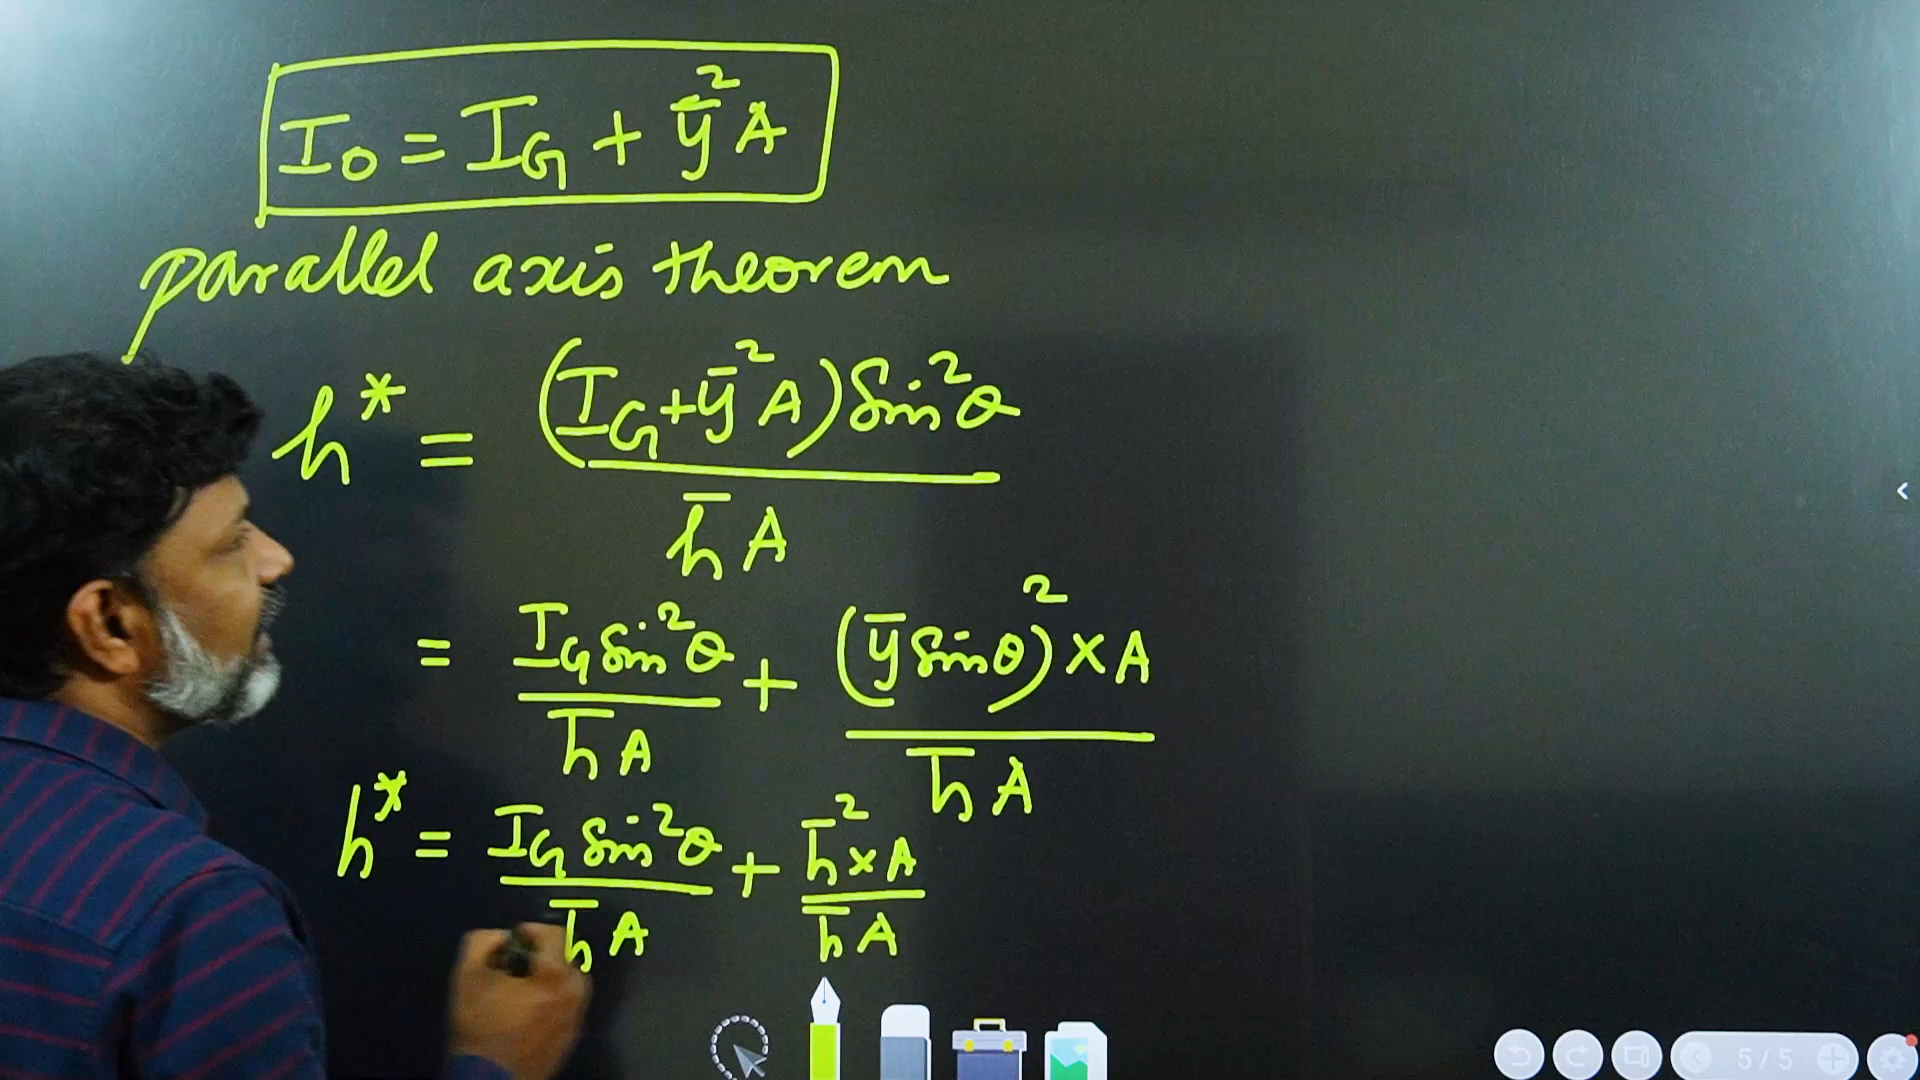 I₀ = I_G + ȳ²A
parallel axis theorem
h* = (I_G + ȳ²A) Sin²θ / h̄ A
= I_G Sin²θ / h̄ A + (ȳ Sinθ)² × A / h̄ A
h* = I_G Sin²θ / h̄ A + h̄² × A / h̄ A
5/5